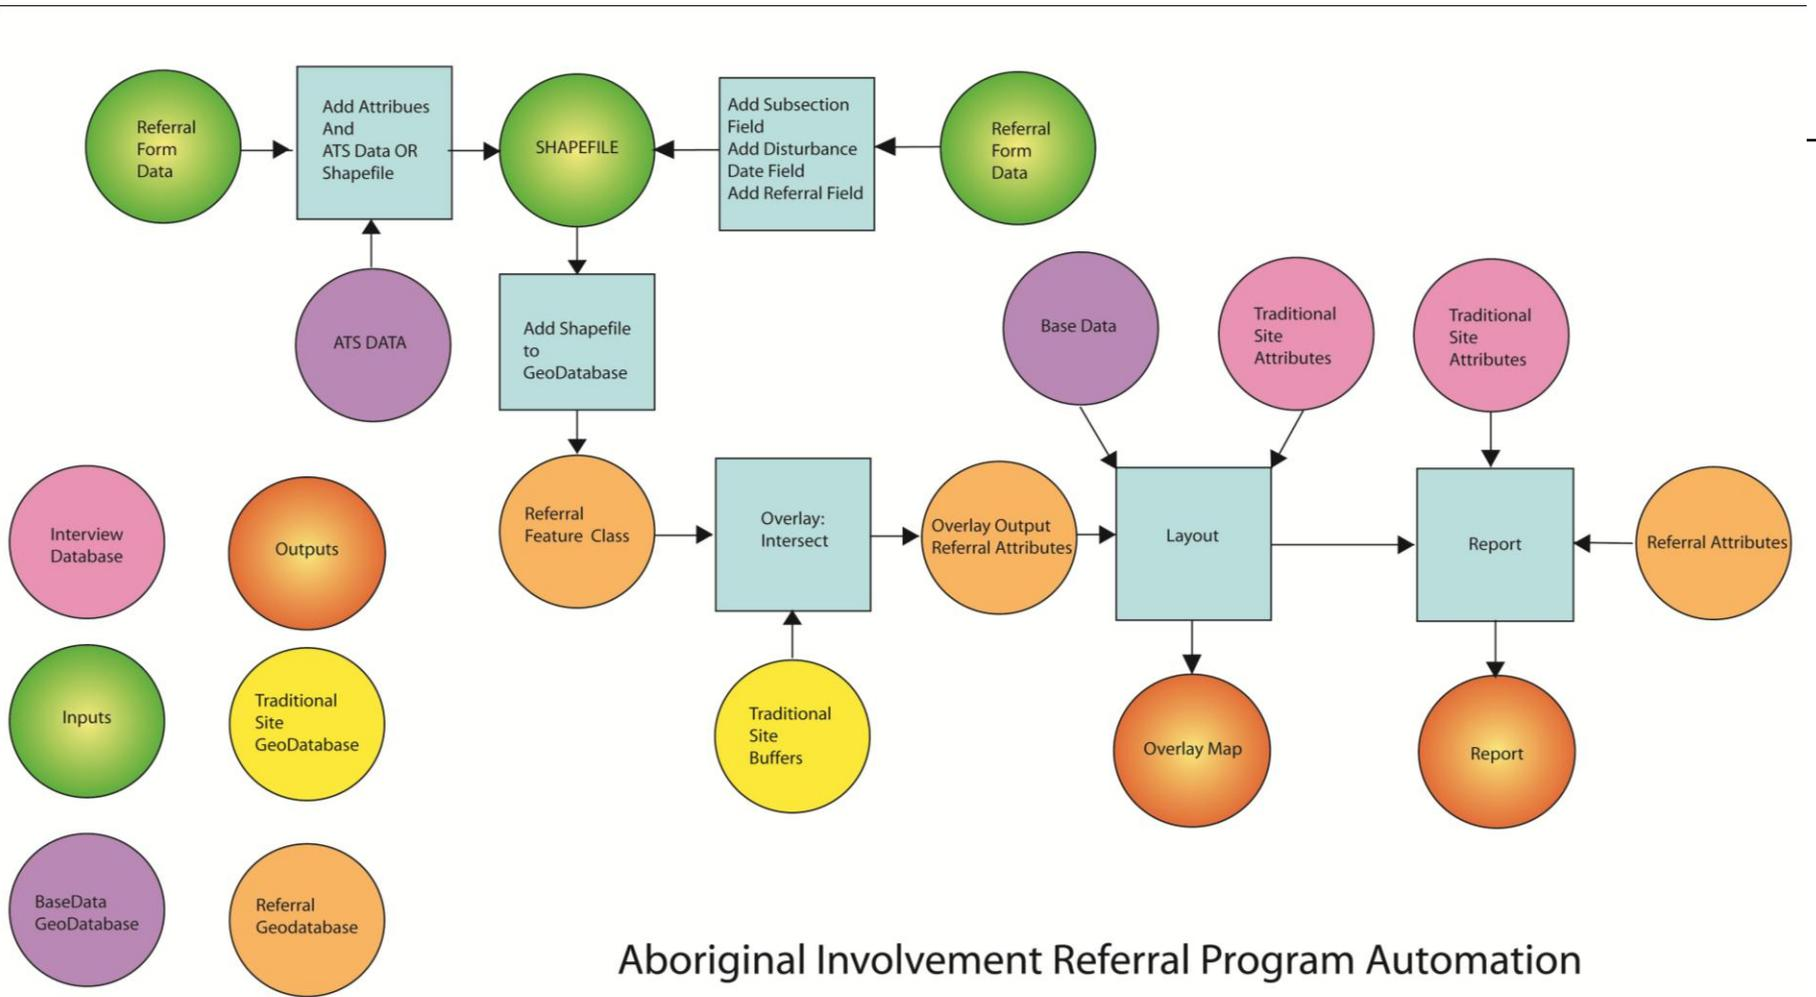 Referral
Form
Data
Add Attribues
And
ATS Data OR
Shapefile
SHAPEFILE
Add Subsection
Field
Add Disturbance
Date Field
Add Referral Field
Referral
Form
Data
ATS DATA
Add Shapefile
to
GeoDatabase
Base Data
Traditional
Site
Attributes
Traditional
Site
Attributes
Referral
Feature Class
Overlay:
Intersect
Overlay Output
Referral Attributes
Layout
Report
Referral Attributes
Traditional
Site
Buffers
Overlay Map
Report
Interview
Database
Outputs
Inputs
Traditional
Site
GeoDatabase
BaseData
GeoDatabase
Referral
Geodatabase
Aboriginal Involvement Referral Program Automation